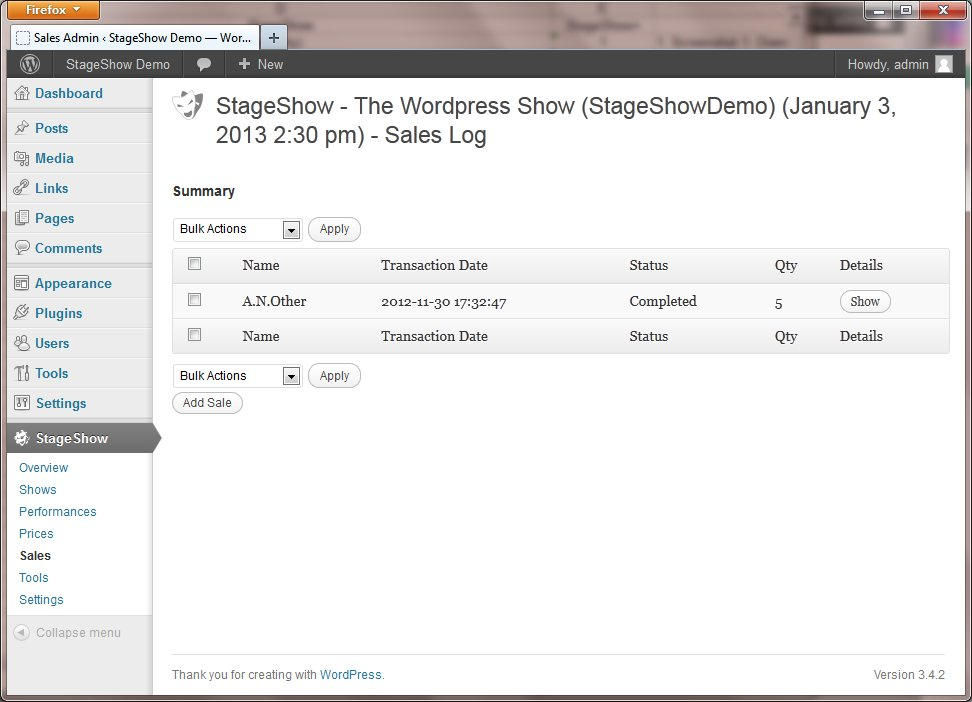 Firefox
Sales Admin ‹ StageShow Demo — Wor...
StageShow Demo
New
Howdy, admin
Dashboard
Posts
Media
Links
Pages
Comments
Appearance
Plugins
Users
Tools
Settings
StageShow
Overview
Shows
Performances
Prices
Sales
Tools
Settings
Collapse menu
StageShow - The Wordpress Show (StageShowDemo) (January 3,
2013 2:30 pm) - Sales Log
Summary
Bulk Actions Apply
Name Transaction Date Status Qty Details
A.N.Other 2012-11-30 17:32:47 Completed 5 Show
Name Transaction Date Status Qty Details
Bulk Actions Apply
Add Sale
Thank you for creating with WordPress. Version 3.4.2